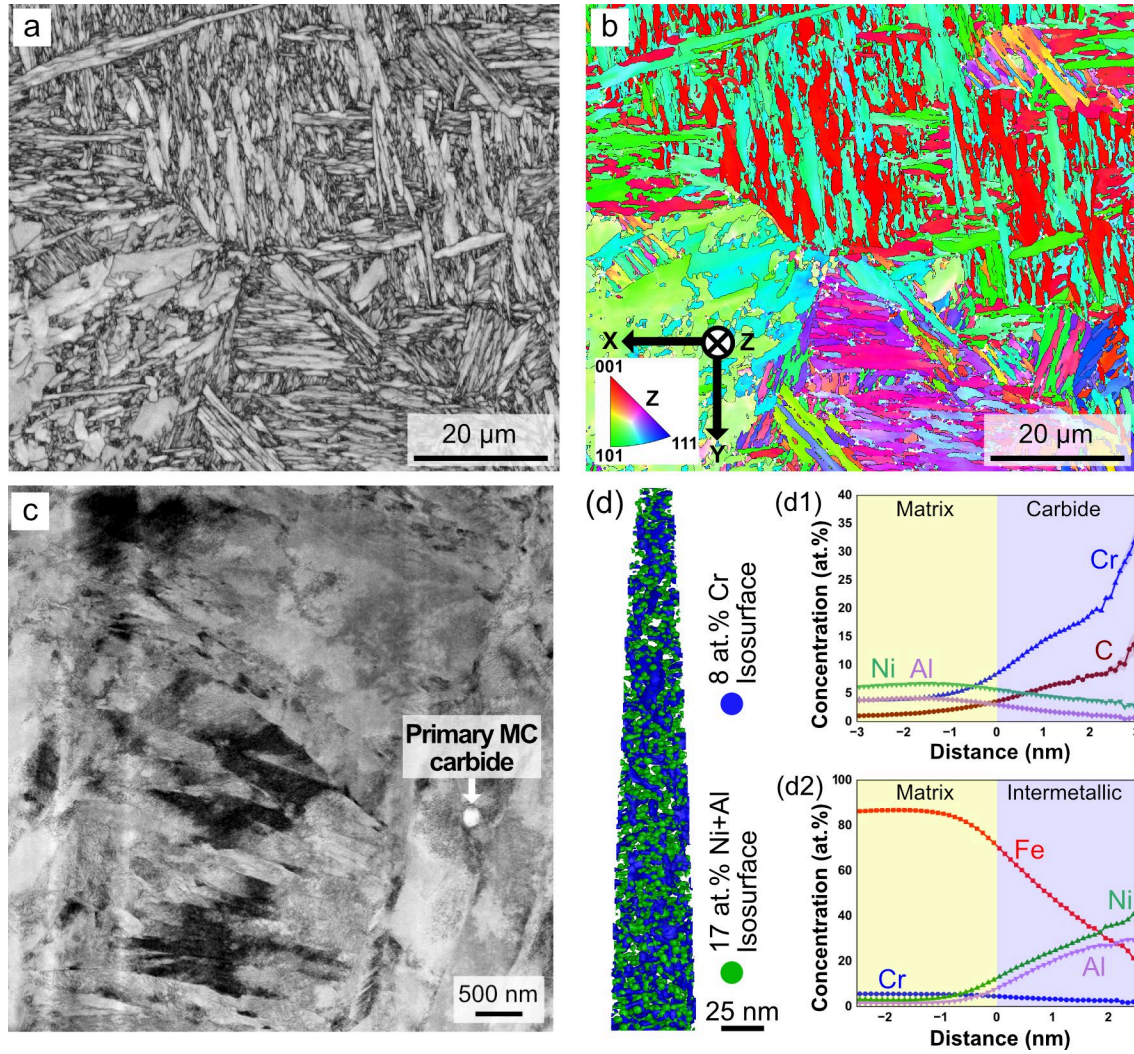 a
20 µm
b
X
Z
Y
001
Z
101
111
20 µm
c
Primary MC
carbide
500 nm
(d)
8 at.% Cr
Isosurface
17 at.% Ni+Al
Isosurface
25 nm
(d1)
Concentration (at.%)
40
35
30
25
20
15
10
5
0
Matrix
Carbide
Cr
C
Ni
Al
−3
−2
−1
0
1
2
3
Distance (nm)
(d2)
Concentration (at.%)
100
80
60
40
20
0
Matrix
Intermetallic
Fe
Ni
Al
Cr
−2
−1
0
1
2
Distance (nm)